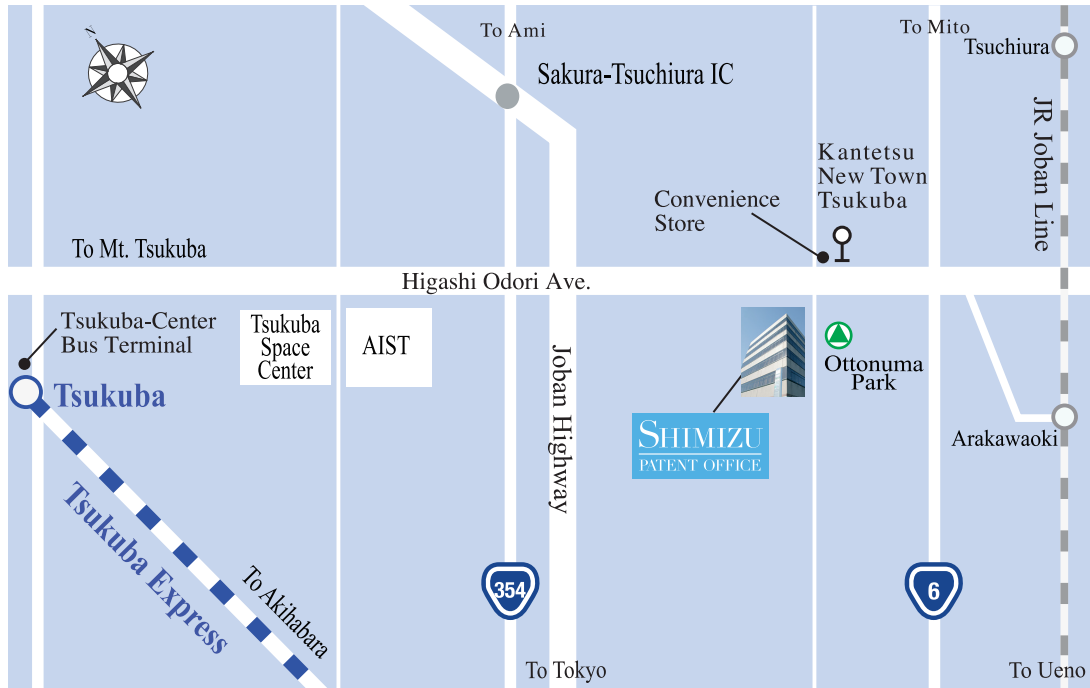 N
To Ami
To Mito
Tsuchiura
Sakura-Tsuchiura IC
JR Joban Line
Kantetsu
New Town
Tsukuba
Convenience
Store
To Mt. Tsukuba
Higashi Odori Ave.
Tsukuba-Center
Bus Terminal
Tsukuba
Space
Center
AIST
Joban Highway
Ottonuma
Park
Tsukuba
SHIMIZU
PATENT OFFICE
Arakawaoki
Tsukuba Express
To Akihabara
354
6
To Tokyo
To Ueno